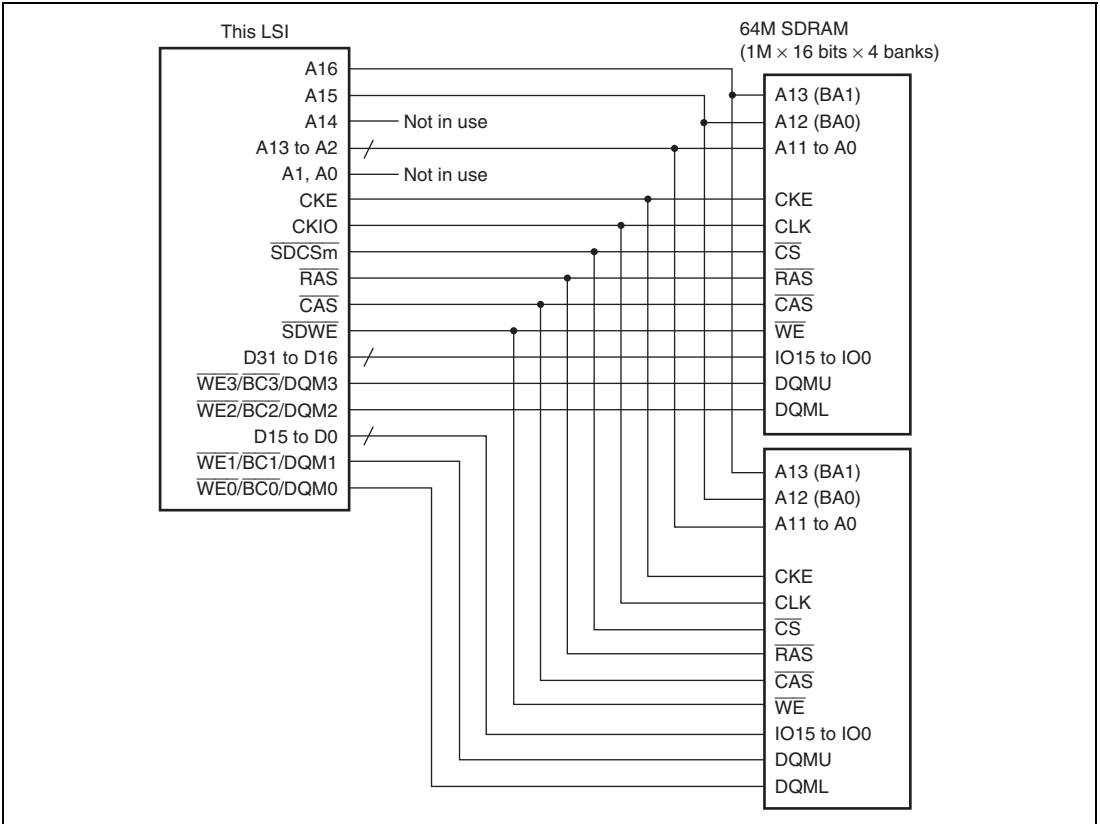 This LSI
A16
A15
A14
Not in use
A13 to A2
A1, A0
Not in use
CKE
CKIO
SDCSm
RAS
CAS
SDWE
D31 to D16
WE3/BC3/DQM3
WE2/BC2/DQM2
D15 to D0
WE1/BC1/DQM1
WE0/BC0/DQM0
64M SDRAM
(1M × 16 bits × 4 banks)
A13 (BA1)
A12 (BA0)
A11 to A0
CKE
CLK
CS
RAS
CAS
WE
IO15 to IO0
DQMU
DQML
A13 (BA1)
A12 (BA0)
A11 to A0
CKE
CLK
CS
RAS
CAS
WE
IO15 to IO0
DQMU
DQML